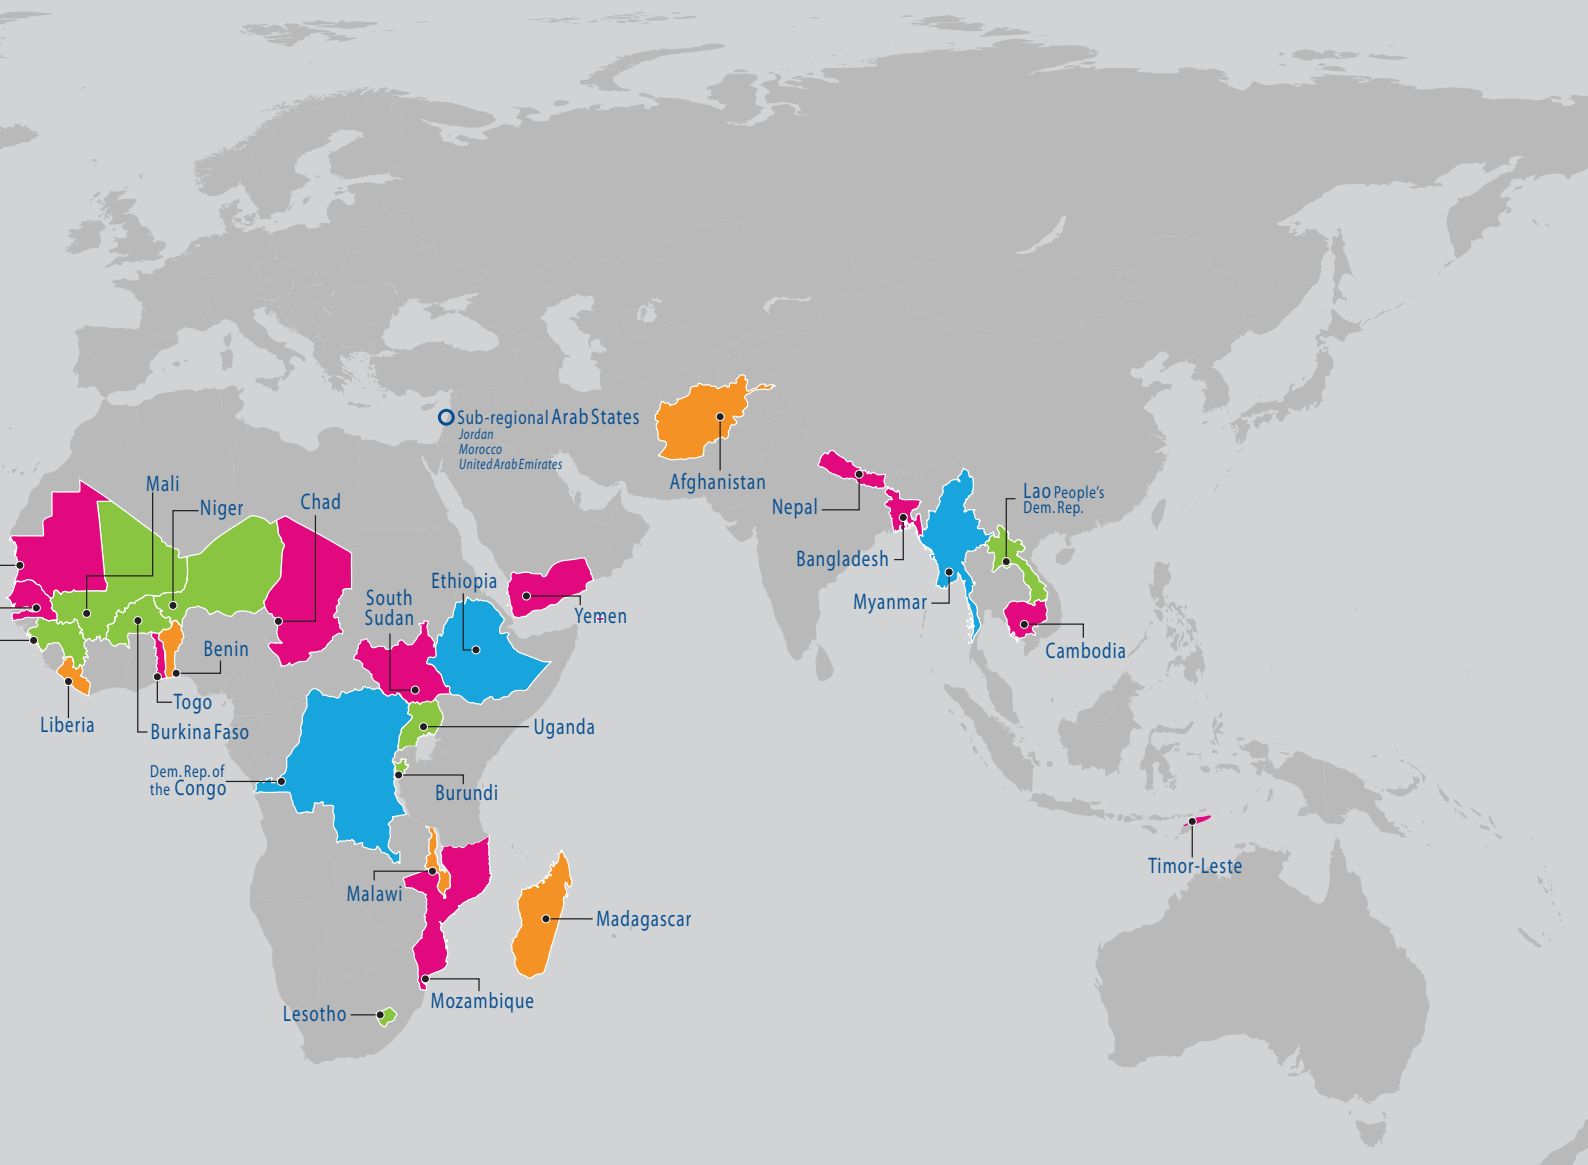 Sub-regional Arab States
Jordan
Morocco
United Arab Emirates
Afghanistan
Mali
Niger
Chad
Nepal
Lao People's
Dem. Rep.
Bangladesh
Ethiopia
South
Sudan
Yemen
Myanmar
Benin
Cambodia
Togo
Liberia
Burkina Faso
Uganda
Dem. Rep. of
the Congo
Burundi
Timor-Leste
Malawi
Madagascar
Mozambique
Lesotho